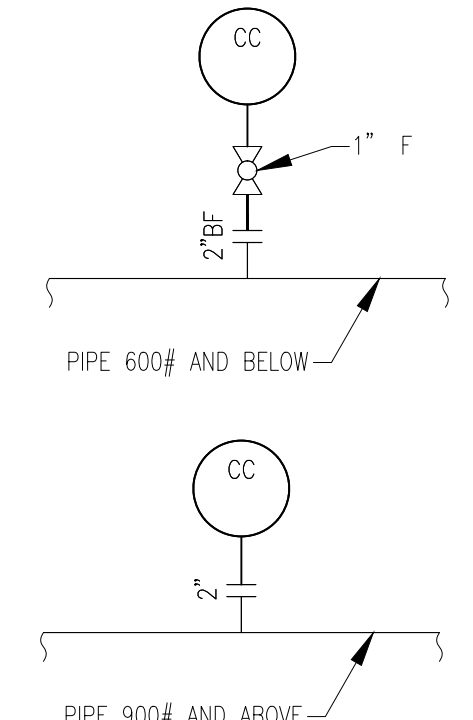 CC
1" F
2"BF
PIPE 600# AND BELOW
CC
2"
PIPE 900# AND ABOVE